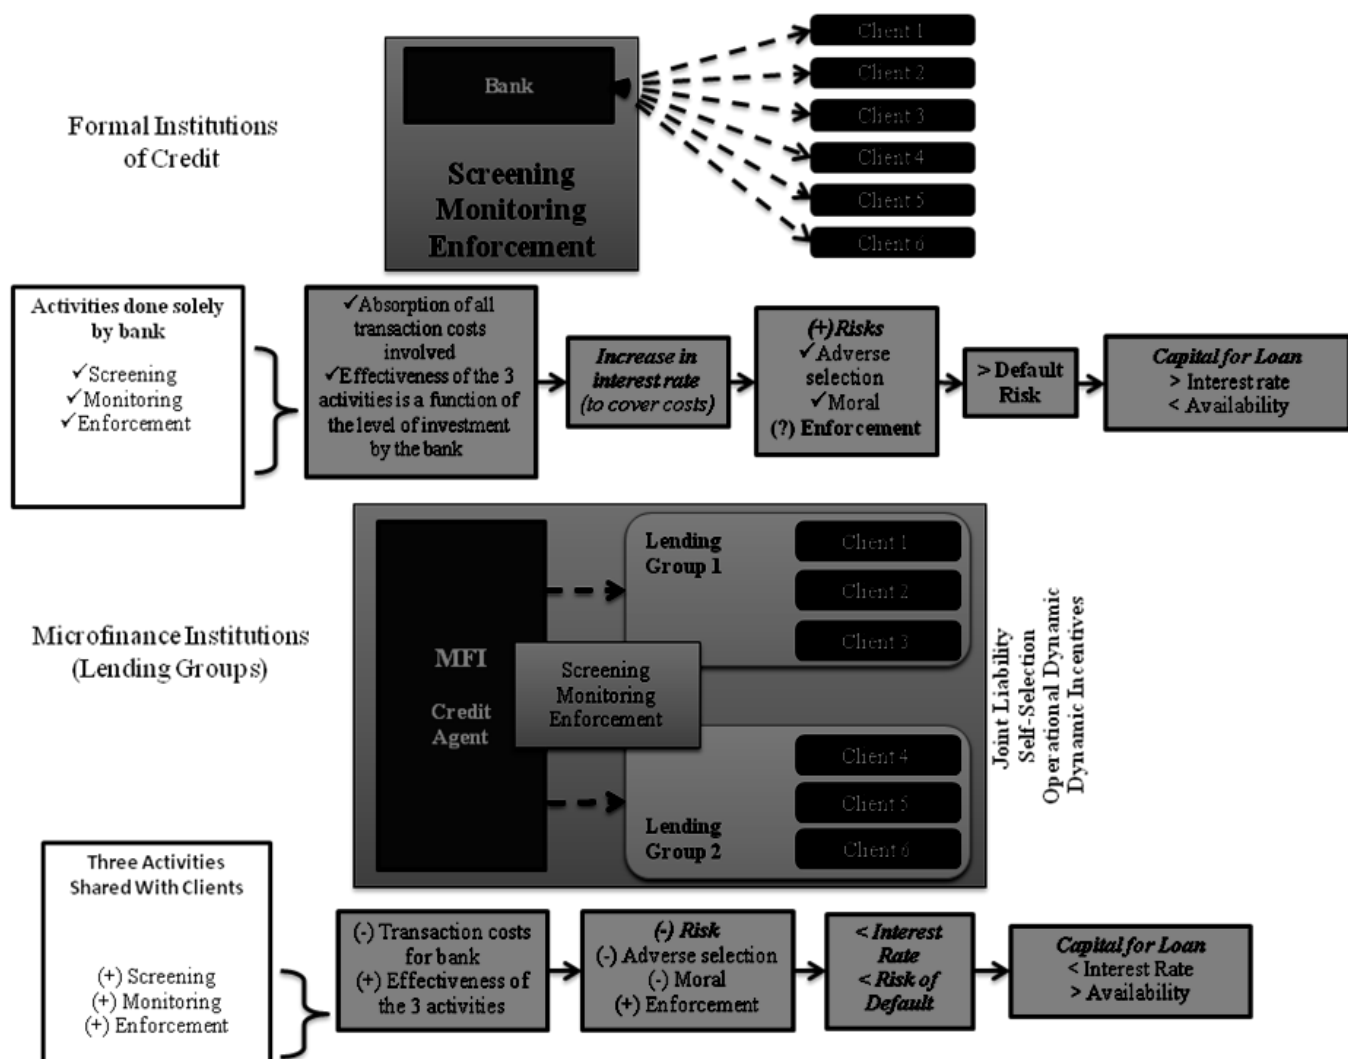 Client 1
Client 2
Client 3
Client 4
Client 5
Client 6
Bank
Screening
Monitoring
Enforcement
Formal Institutions
of Credit
Activities done solely
by bank
✓Screening
✓Monitoring
✓Enforcement
✓Absorption of all
transaction costs
involved
✓Effectiveness of the 3
activities is a function of
the level of investment
by the bank
Increase in
interest rate
(to cover costs)
(+)Risks
✓Adverse
selection
✓Moral
(?) Enforcement
> Default
Risk
Capital for Loan
> Interest rate
< Availability
Microfinance Institutions
(Lending Groups)
MFI
Credit
Agent
Screening
Monitoring
Enforcement
Lending
Group 1
Client 1
Client 2
Client 3
Client 4
Client 5
Client 6
Lending
Group 2
Joint Liability
Self-Selection
Operational Dynamic
Dynamic Incentives
Three Activities
Shared With Clients
(+) Screening
(+) Monitoring
(+) Enforcement
(-) Transaction costs
for bank
(+) Effectiveness of
the 3 activities
(-) Risk
(-) Adverse selection
(-) Moral
(+) Enforcement
< Interest
Rate
< Risk of
Default
Capital for Loan
< Interest Rate
> Availability